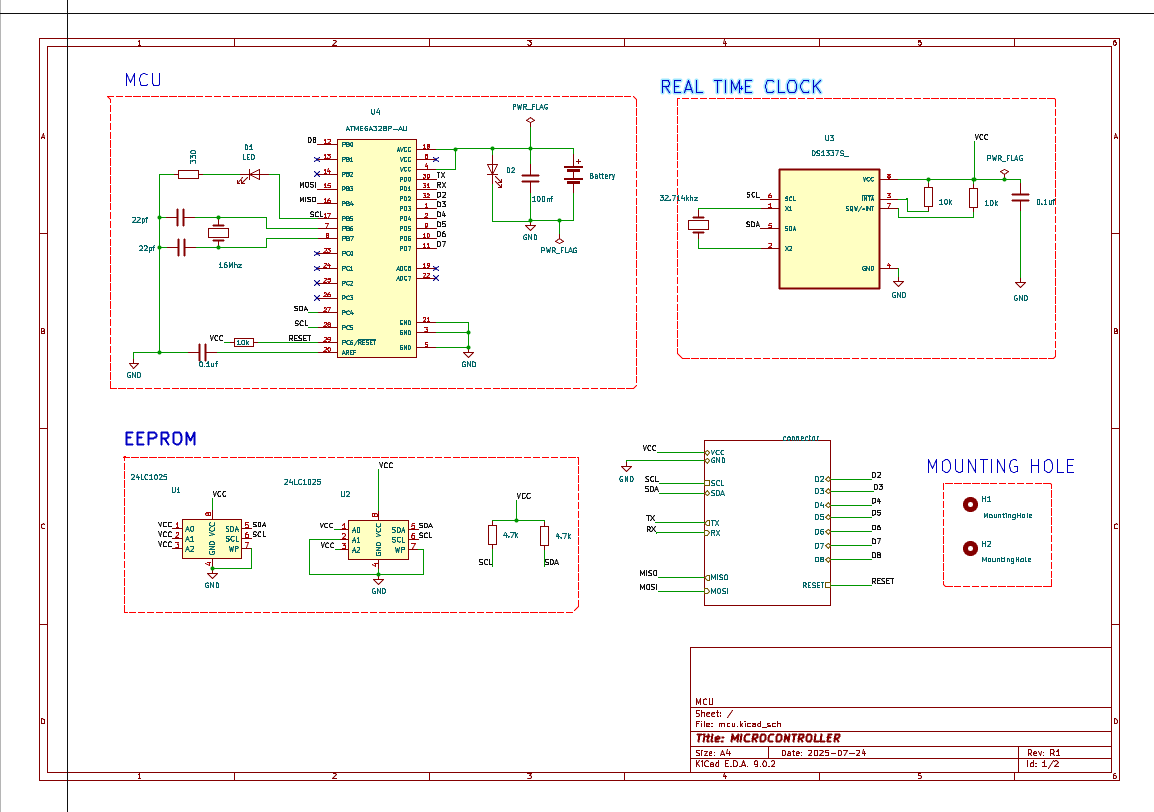 1 2 3 4 5 6
A
B
C
D
MCU
U4
ATMEGA328P-AU
330
D1
LED
22pf
22pf
16Mhz
VCC
10k
0.1uf
GND
D8 12 PB0
13 PB1
14 PB2
MOSI 15 PB3
MISO 16 PB4
SCL 17 PB5
7 PB6
8 PB7
23 PC0
24 PC1
25 PC2
26 PC3
SDA 27 PC4
SCL 28 PC5
RESET 29 PC6/RESET
20 AREF
AVCC 18
VCC 6
VCC 4
PD0 30 TX
PD1 31 RX
PD2 32 D2
PD3 1 D3
PD4 2 D4
PD5 9 D5
PD6 10 D6
PD7 11 D7
ADC6 19
ADC7 22
GND 21
GND 3
GND 5
GND
PWR_FLAG
D2
100nf
+
Battery
GND
PWR_FLAG
REAL TIME CLOCK
U3
DS1337S_
32.714khz
SCL 6 SCL
1 X1
SDA 5 SDA
2 X2
VCC 8
INTA 3
SQW/~INT 7
GND 4
GND
VCC
PWR_FLAG
10k
10k
0.1uf
GND
EEPROM
24LC1025
U1
VCC
VCC 1 A0
VCC 2 A1
VCC 3 A2
8 VCC
GND 4
SDA 5 SDA
SCL 6 SCL
WP 7
GND
24LC1025
U2
VCC
VCC 1 A0
2 A1
VCC 3 A2
8 VCC
GND 4
SDA 5 SDA
SCL 6 SCL
WP 7
GND
VCC
4.7k
4.7k
SCL
SDA
connector
VCC VCC
GND GND
SCL SCL
SDA SDA
TX TX
RX RX
MISO MISO
MOSI MOSI
D2 D2
D3 D3
D4 D4
D5 D5
D6 D6
D7 D7
D8 D8
RESET RESET
MOUNTING HOLE
H1
MountingHole
H2
MountingHole
MCU
Sheet: /
File: mcu.kicad_sch
Title: MICROCONTROLLER
Size: A4 Date: 2025-07-24 Rev: R1
KiCad E.D.A. 9.0.2 Id: 1/2
A
B
C
D
1 2 3 4 5 6